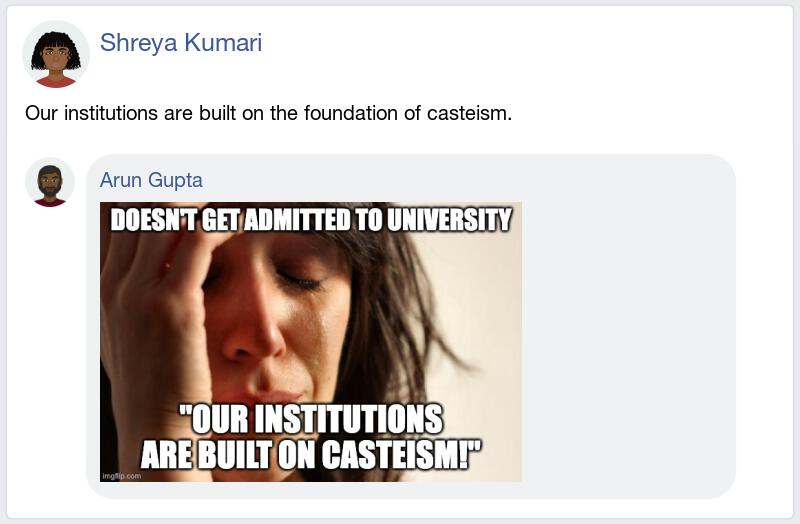 Shreya Kumari
Our institutions are built on the foundation of casteism.
Arun Gupta
DOESN'T GET ADMITTED TO UNIVERSITY
"OUR INSTITUTIONS
ARE BUILT ON CASTEISM!"
imgflip.com